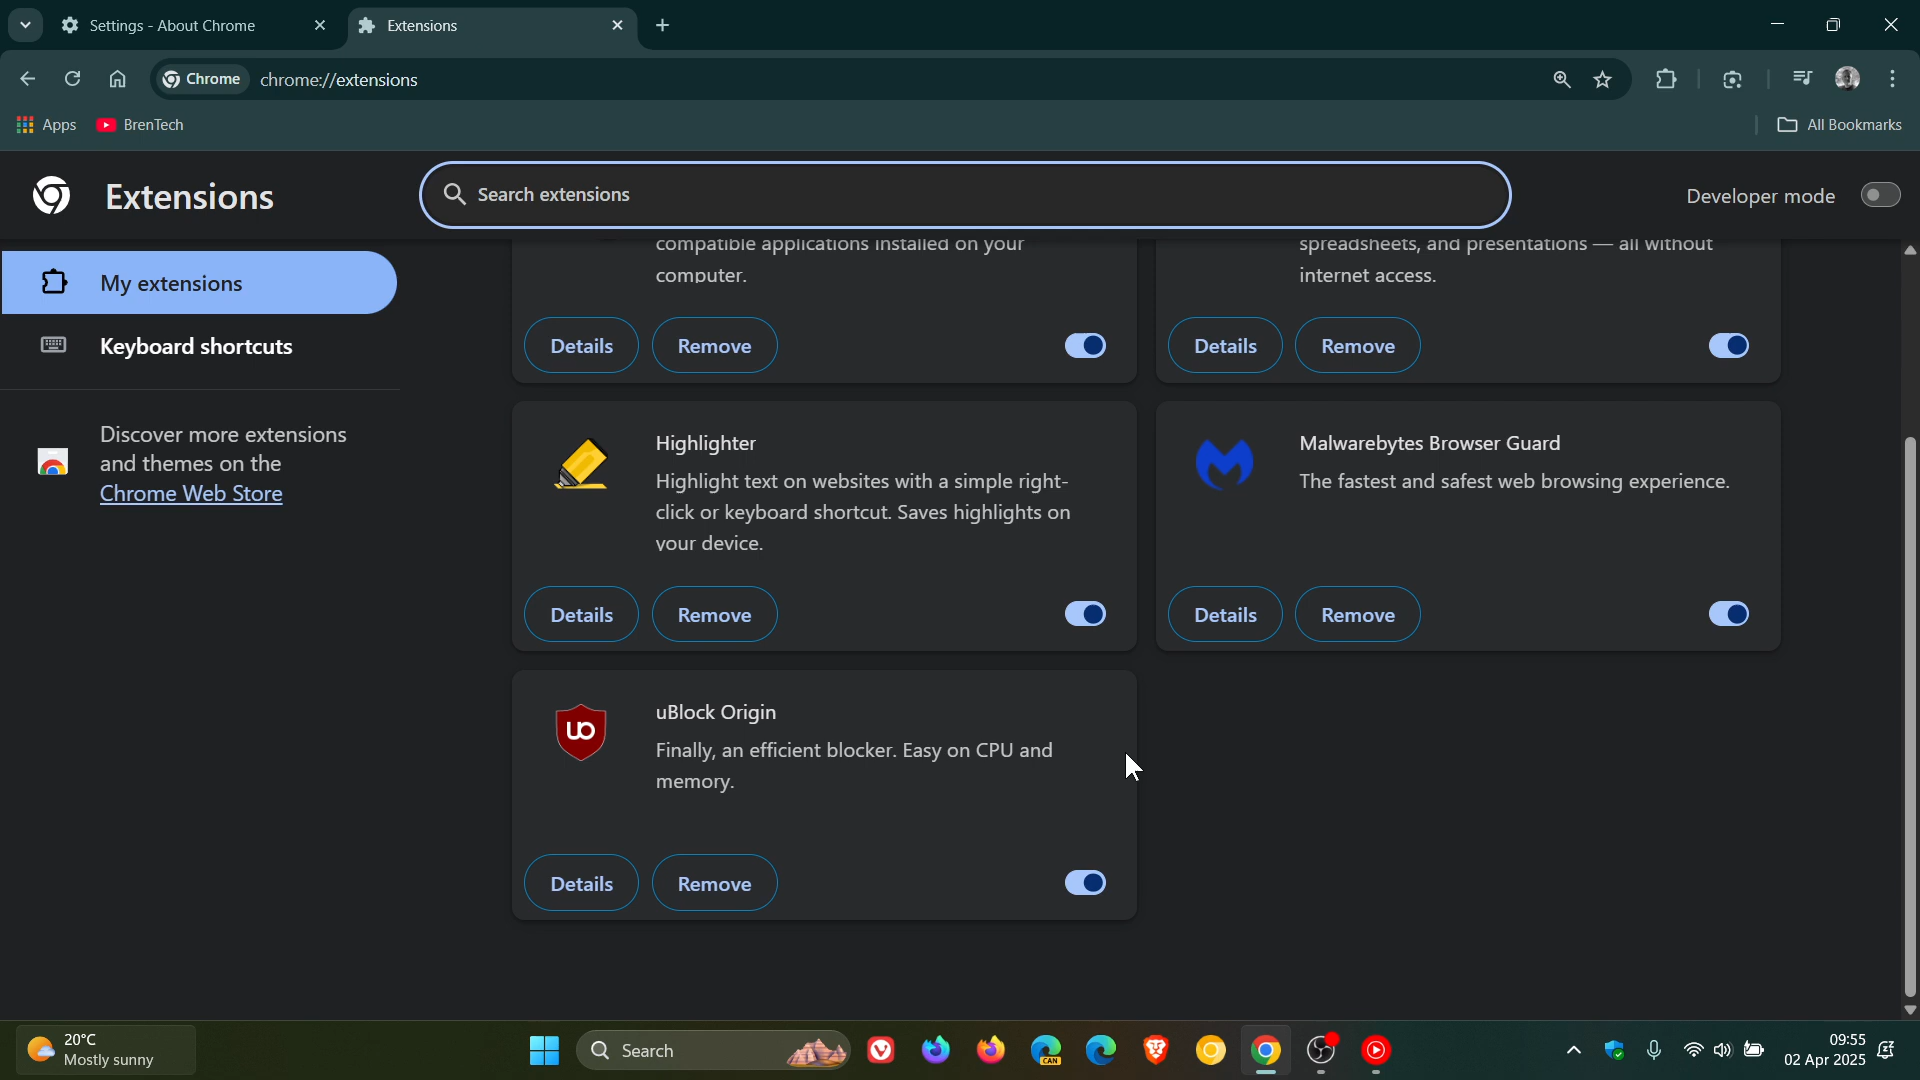 Settings - About Chrome
Extensions
Chrome
chrome://extensions
Apps
BrenTech
All Bookmarks
Extensions
Search extensions
Developer mode
My extensions
Keyboard shortcuts
Discover more extensions
and themes on the
Chrome Web Store
compatible applications installed on your
computer.
Details
Remove
spreadsheets, and presentations — all without
internet access.
Details
Remove
Highlighter
Highlight text on websites with a simple right-
click or keyboard shortcut. Saves highlights on
your device.
Details
Remove
Malwarebytes Browser Guard
The fastest and safest web browsing experience.
Details
Remove
uO
uBlock Origin
Finally, an efficient blocker. Easy on CPU and
memory.
Details
Remove
20°C
Mostly sunny
Search
CAN
09:55
02 Apr 2025